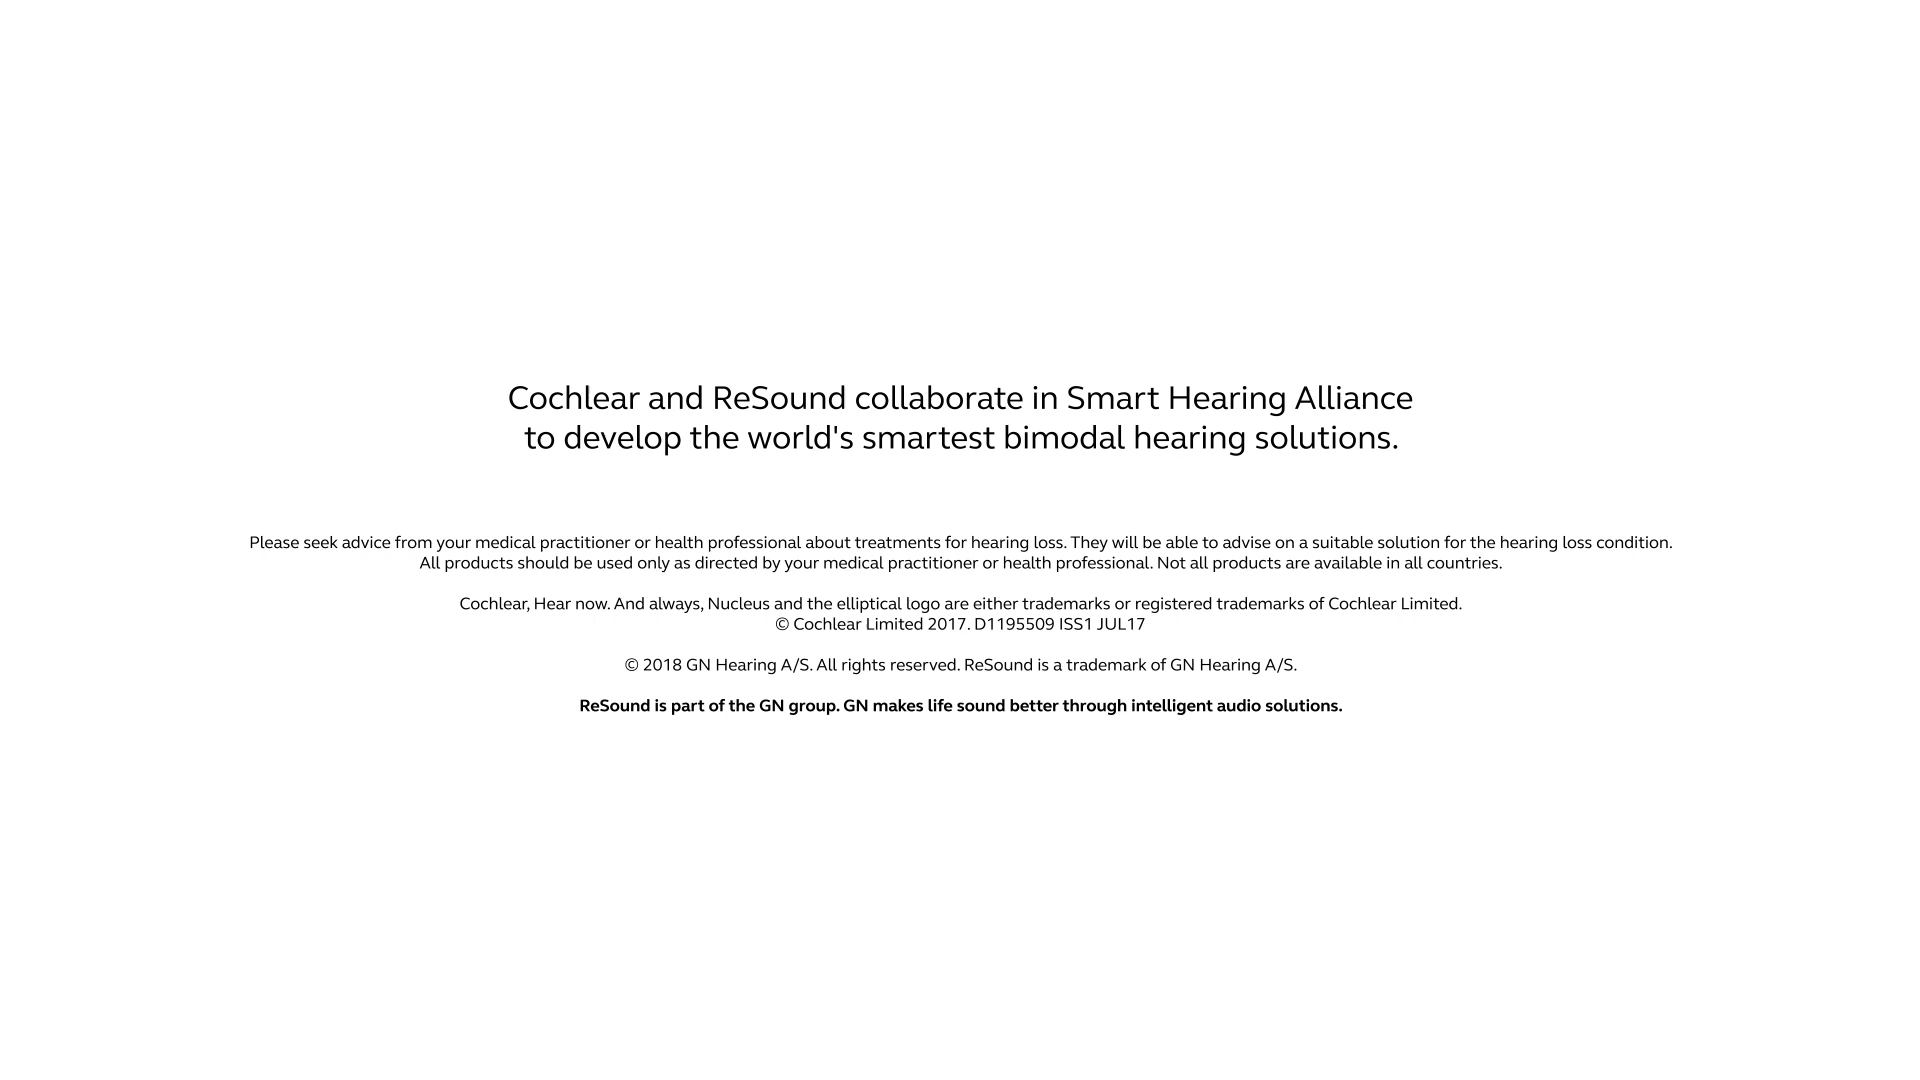 Cochlear and ReSound collaborate in Smart Hearing Alliance
to develop the world's smartest bimodal hearing solutions.
Please seek advice from your medical practitioner or health professional about treatments for hearing loss. They will be able to advise on a suitable solution for the hearing loss condition.
All products should be used only as directed by your medical practitioner or health professional. Not all products are available in all countries.
Cochlear, Hear now. And always, Nucleus and the elliptical logo are either trademarks or registered trademarks of Cochlear Limited.
© Cochlear Limited 2017. D1195509 ISS1 JUL17
© 2018 GN Hearing A/S. All rights reserved. ReSound is a trademark of GN Hearing A/S.
ReSound is part of the GN group. GN makes life sound better through intelligent audio solutions.